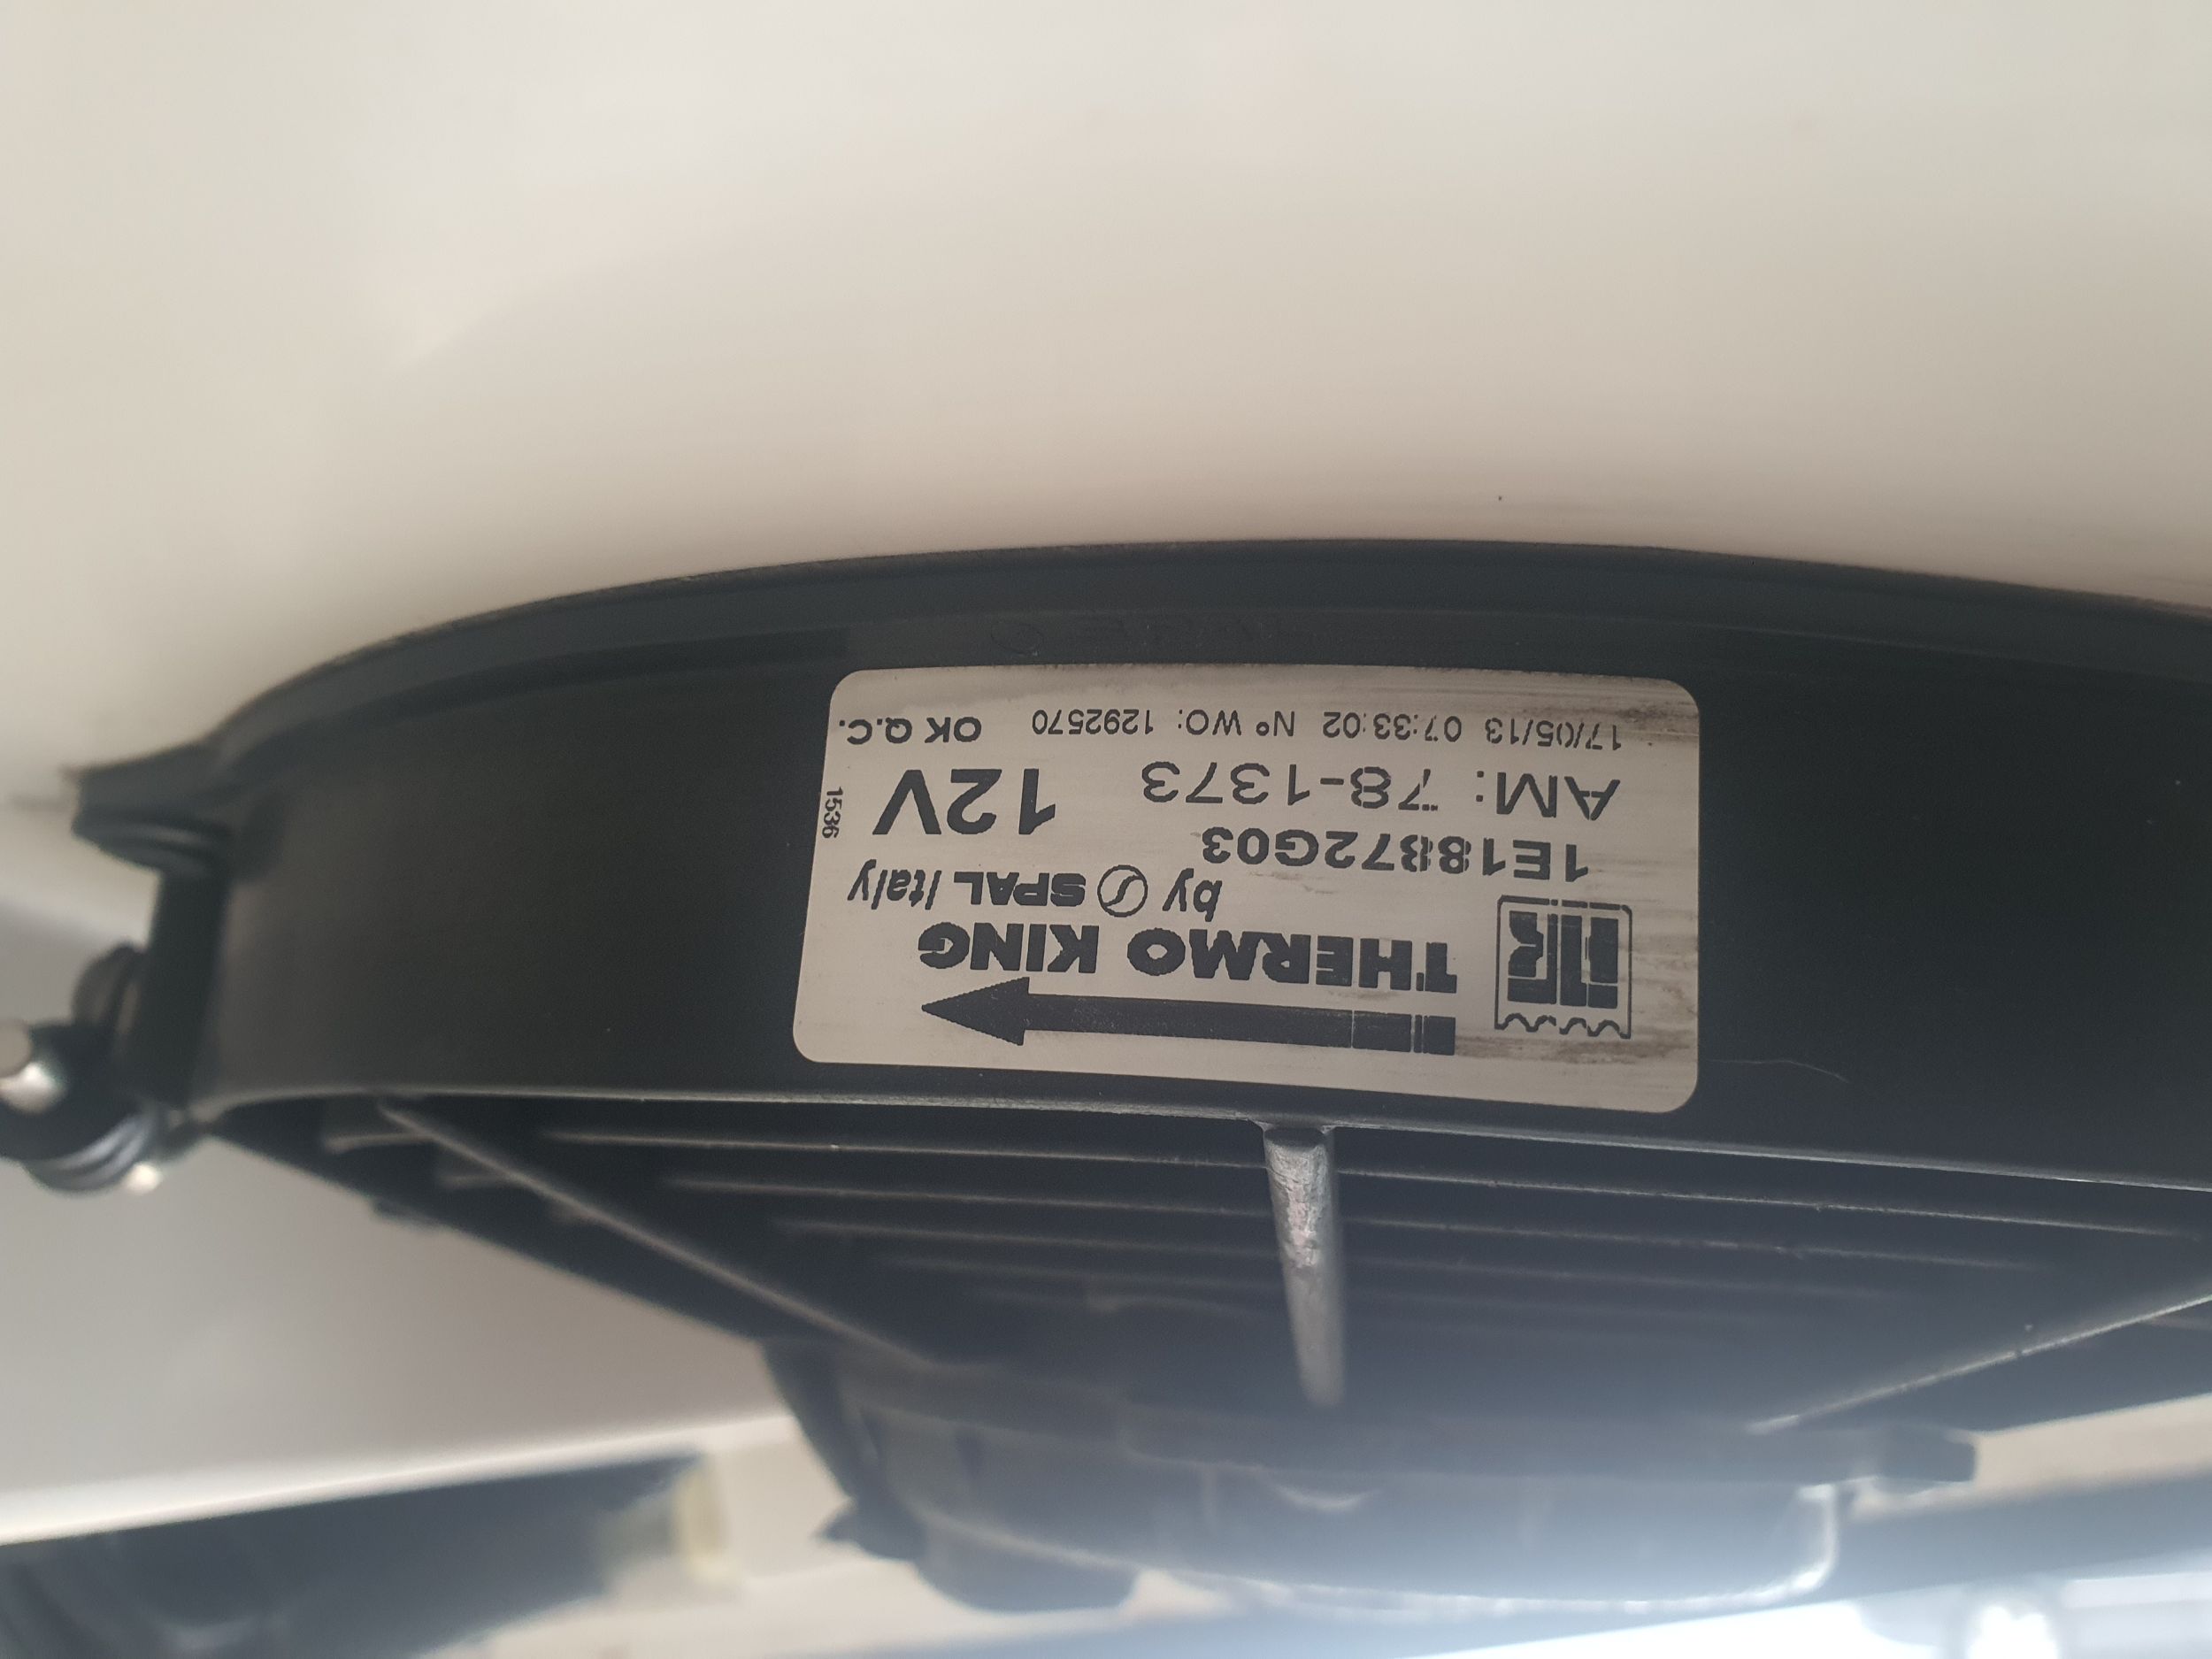 THERMO KING
by SPAL Italy
1E18872G03
AM: 78-1373
12V
17/05/13 07:33:02 Nº WO: 1292570 OK Q.C.
1536